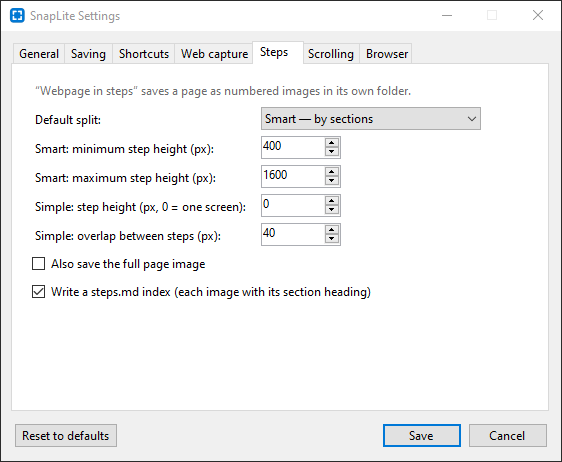 SnapLite Settings
General Saving Shortcuts Web capture Steps Scrolling Browser
"Webpage in steps" saves a page as numbered images in its own folder.
Default split: Smart — by sections
Smart: minimum step height (px): 400
Smart: maximum step height (px): 1600
Simple: step height (px, 0 = one screen): 0
Simple: overlap between steps (px): 40
Also save the full page image
Write a steps.md index (each image with its section heading)
Reset to defaults Save Cancel